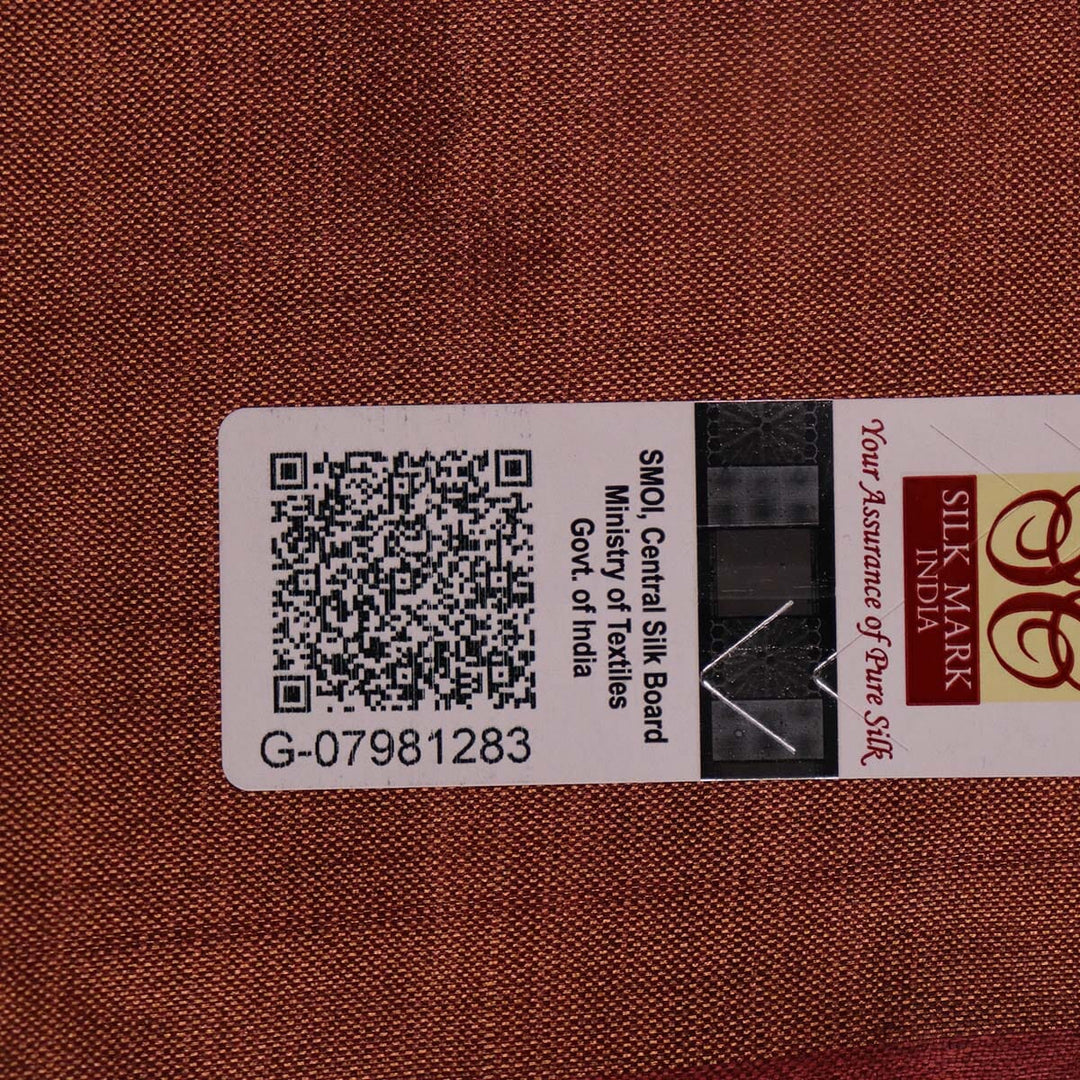 G-07981283
SMOI, Central Silk Board
Ministry of Textiles
Govt. of India
Your Assurance of Pure Silk
SILK MARK
INDIA